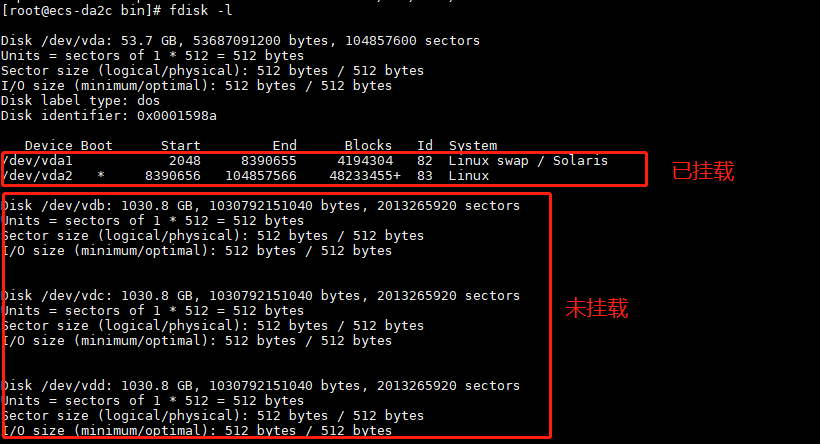 [root@ecs-da2c bin]# fdisk -l
Disk /dev/vda: 53.7 GB, 53687091200 bytes, 104857600 sectors
Units = sectors of 1 * 512 = 512 bytes
Sector size (logical/physical): 512 bytes / 512 bytes
I/O size (minimum/optimal): 512 bytes / 512 bytes
Disk label type: dos
Disk identifier: 0x0001598a
Device Boot Start End Blocks Id System
/dev/vda1 2048 8390655 4194304 82 Linux swap / Solaris
/dev/vda2 * 8390656 104857566 48233455+ 83 Linux
已挂载
Disk /dev/vdb: 1030.8 GB, 1030792151040 bytes, 2013265920 sectors
Units = sectors of 1 * 512 = 512 bytes
Sector size (logical/physical): 512 bytes / 512 bytes
I/O size (minimum/optimal): 512 bytes / 512 bytes
Disk /dev/vdc: 1030.8 GB, 1030792151040 bytes, 2013265920 sectors
Units = sectors of 1 * 512 = 512 bytes
Sector size (logical/physical): 512 bytes / 512 bytes
I/O size (minimum/optimal): 512 bytes / 512 bytes
未挂载
Disk /dev/vdd: 1030.8 GB, 1030792151040 bytes, 2013265920 sectors
Units = sectors of 1 * 512 = 512 bytes
Sector size (logical/physical): 512 bytes / 512 bytes
I/O size (minimum/optimal): 512 bytes / 512 bytes